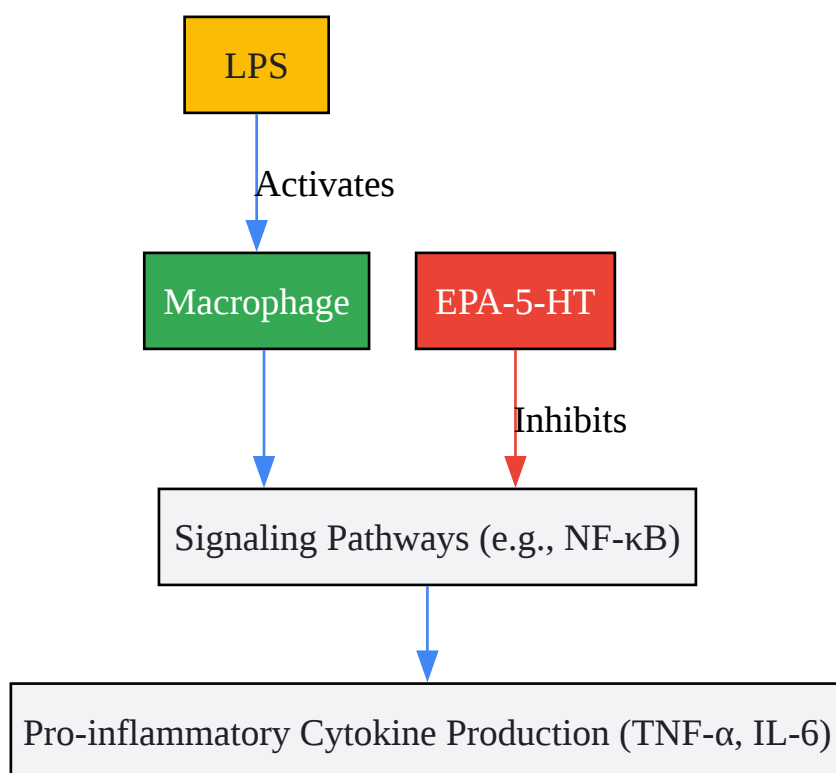 LPS
Activates
Macrophage
EPA-5-HT
Inhibits
Signaling Pathways (e.g., NF-κB)
Pro-inflammatory Cytokine Production (TNF-α, IL-6)